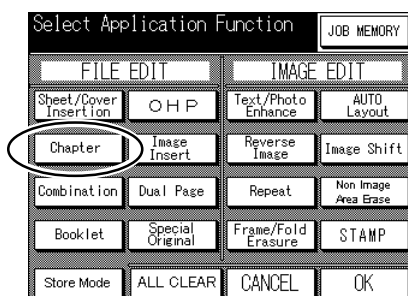 Select Application Function
JOB MEMORY
FILE EDIT
IMAGE EDIT
Sheet/Cover
Insertion
OHP
Text/Photo
Enhance
AUTO
Layout
Chapter
Image
Insert
Reverse
Image
Image Shift
Combination
Dual Page
Repeat
Non Image
Area Erase
Booklet
Special
Original
Frame/Fold
Erasure
STAMP
Store Mode
ALL CLEAR
CANCEL
OK